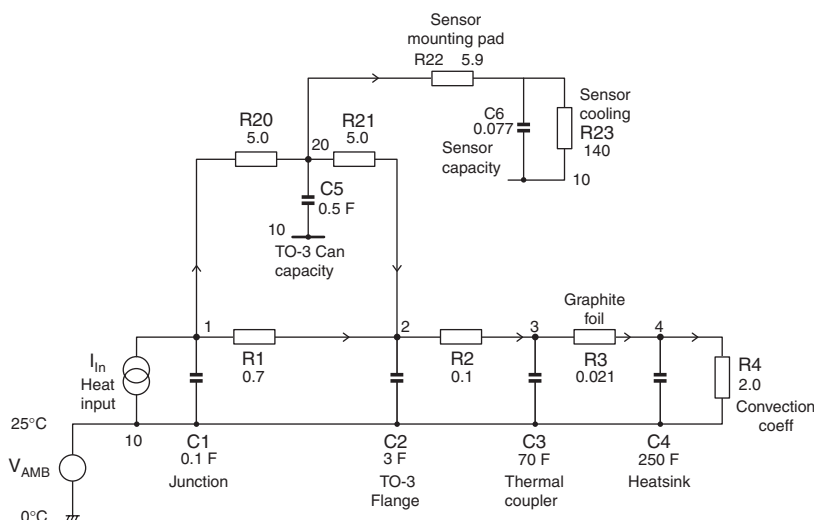 Sensor
mounting pad
R22 5.9
R20
5.0
20
R21
5.0
C6
0.077
Sensor
capacity
Sensor
cooling
R23
140
10
C5
0.5 F
10
TO-3 Can
capacity
1
2
3
4
Graphite
foil
I In
Heat
input
R1
0.7
R2
0.1
R3
0.021
R4
2.0
Convection
coeff
25°C
10
C1
0.1 F
Junction
C2
3 F
TO-3
Flange
C3
70 F
Thermal
coupler
C4
250 F
Heatsink
VAMB
0°C